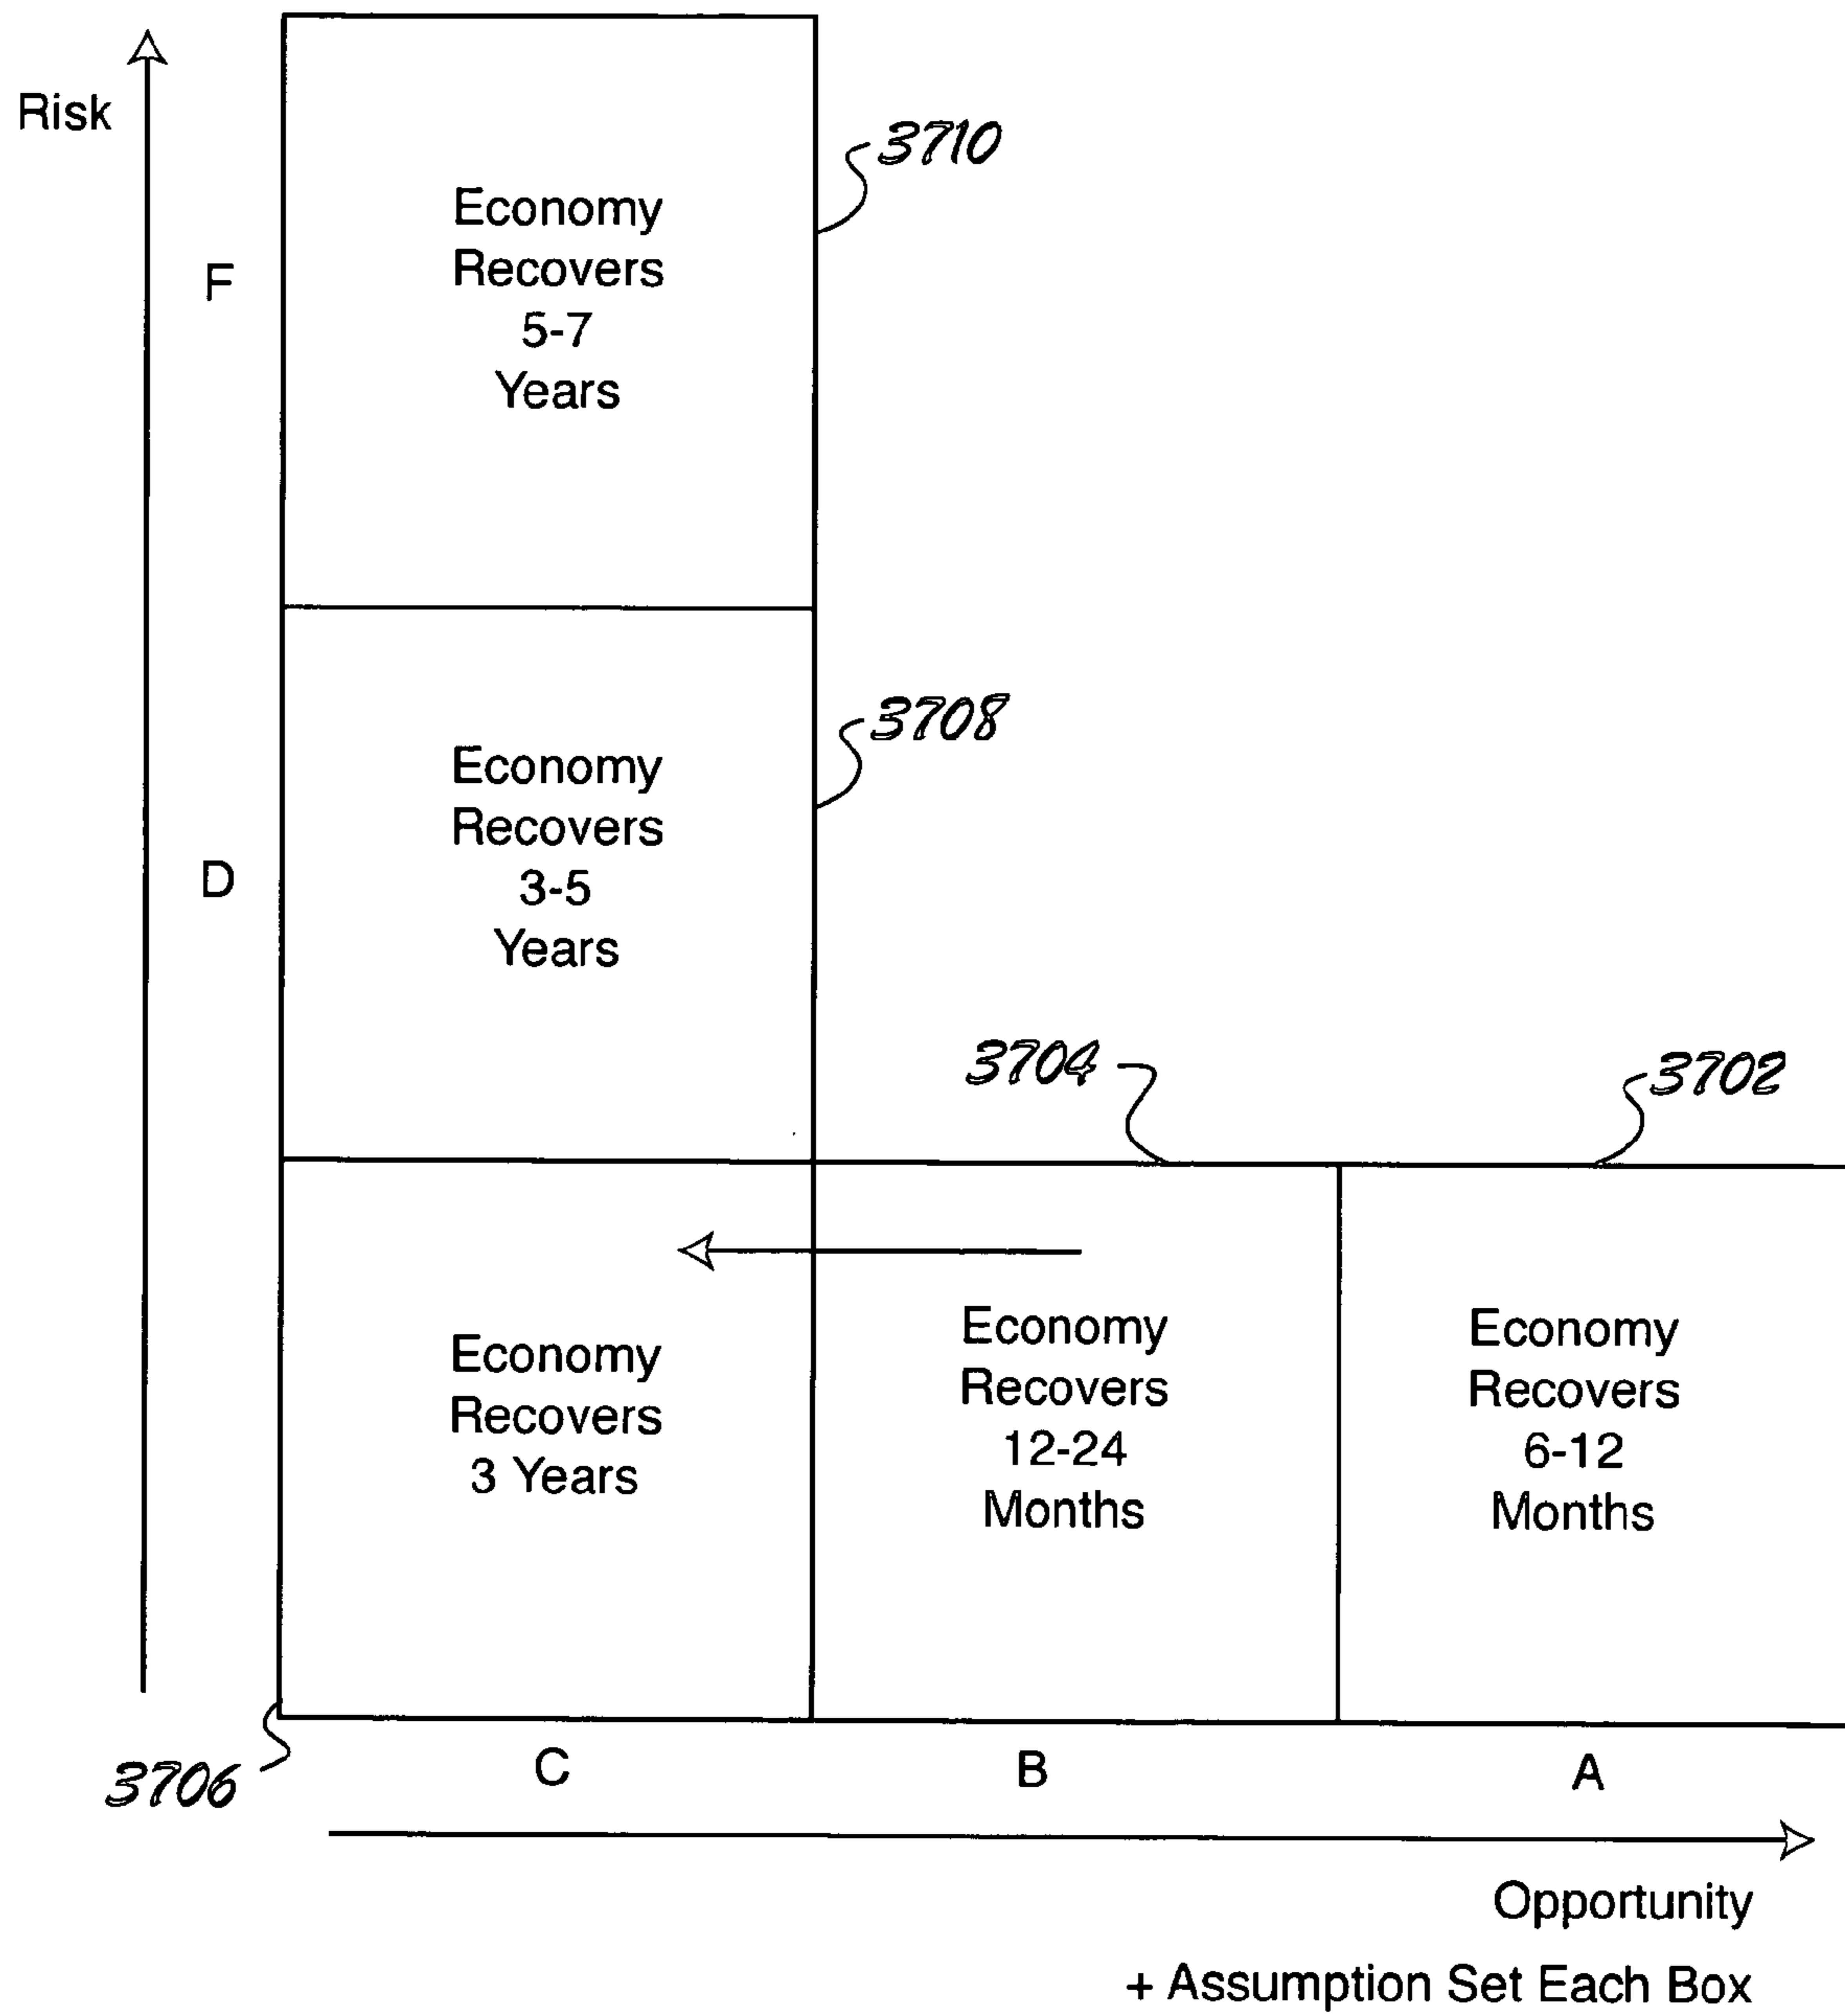 Risk
3710
Economy
Recovers
5-7
Years
F
3708
Economy
Recovers
3-5
Years
D
3704
3702
Economy
Recovers
3 Years
Economy
Recovers
12-24
Months
Economy
Recovers
6-12
Months
3706
C
B
A
Opportunity
+ Assumption Set Each Box